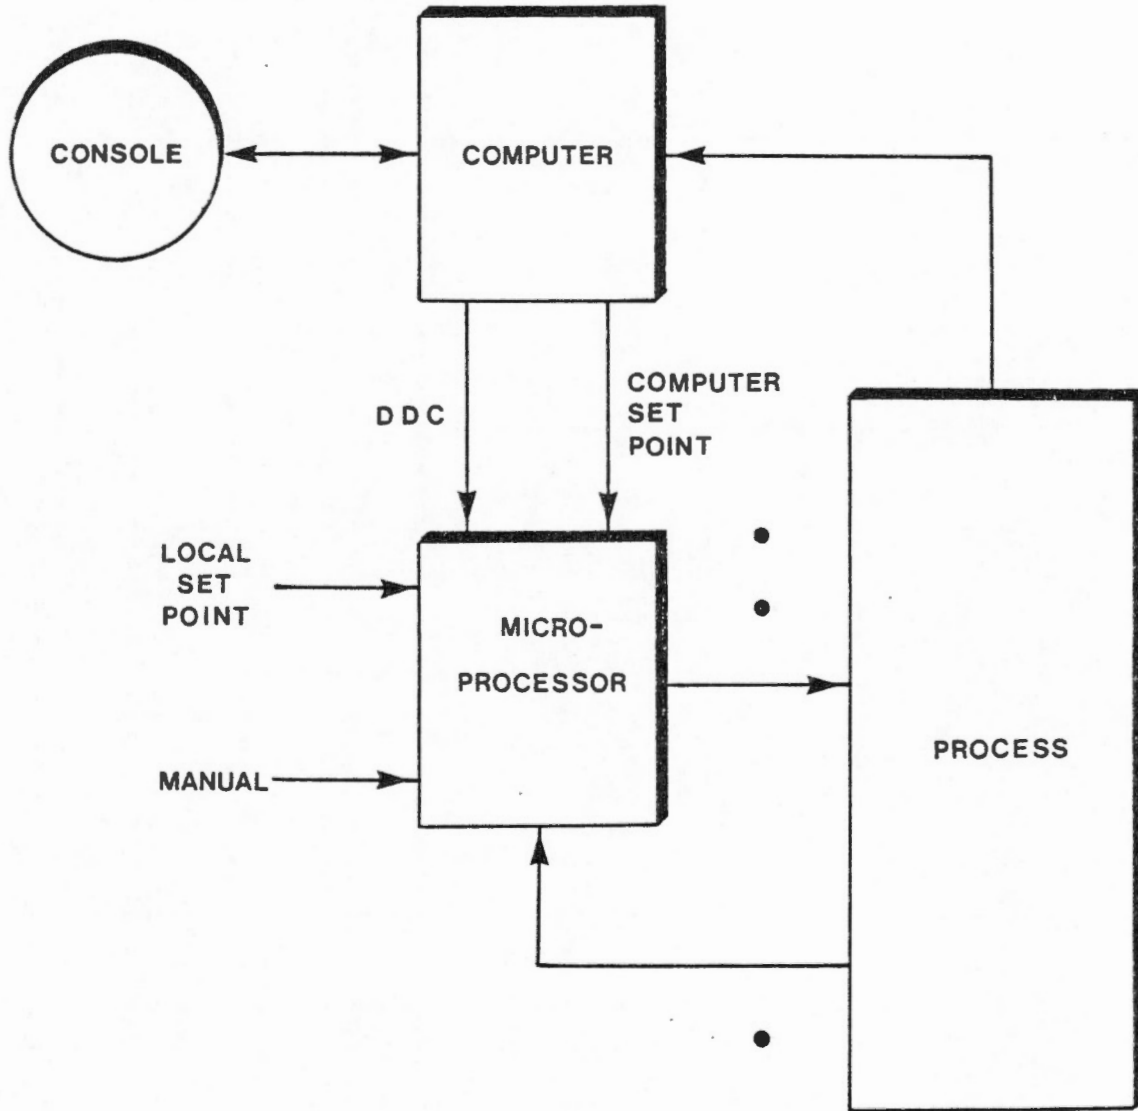 CONSOLE
COMPUTER
DDC
COMPUTER
SET
POINT
LOCAL
SET
POINT
MICRO-
PROCESSOR
MANUAL
PROCESS